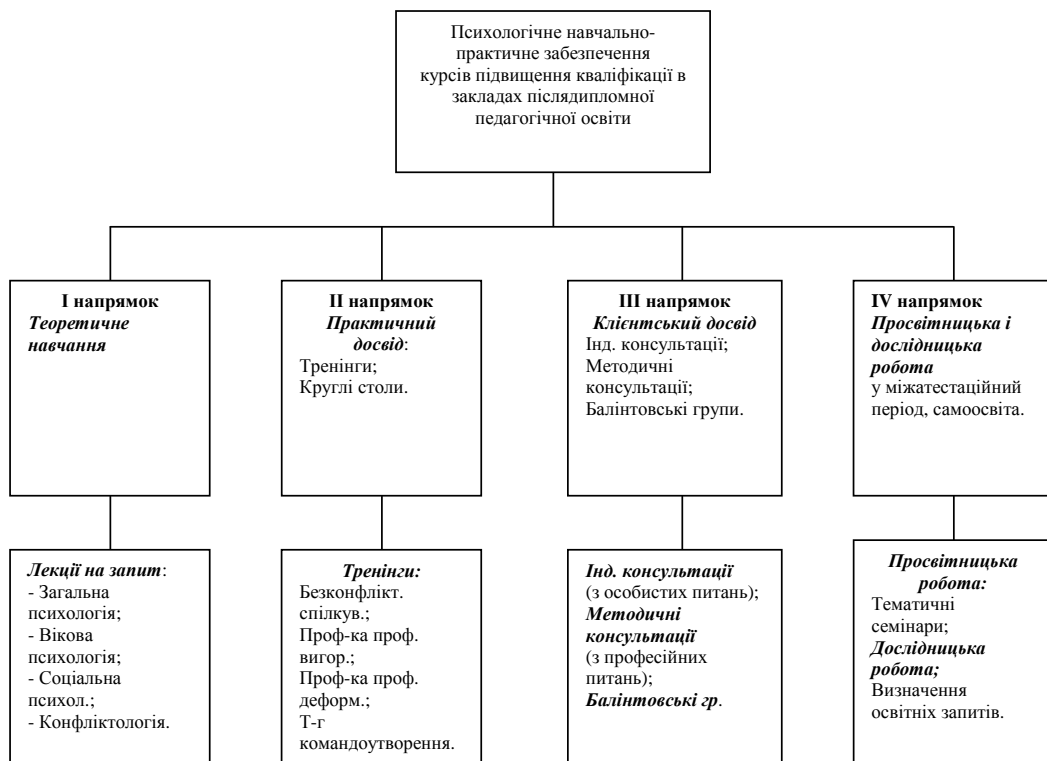 Психологічне навчально-
практичне забезпечення
курсів підвищення кваліфікації в
закладах післядипломної
педагогічної освіти
I напрямок
Теоретичне
навчання
II напрямок
Практичний
досвід:
Тренінги;
Круглі столи.
III напрямок
Клієнтський досвід
Інд. консультації;
Методичні
консультації;
Балінтовські групи.
IV напрямок
Просвітницька і
дослідницька
робота
у міжатестаційний
період, самоосвіта.
Лекції на запит:
- Загальна
психологія;
- Вікова
психологія;
- Соціальна
психол.;
- Конфліктологія.
Тренінги:
Безконфлікт.
спілкув.;
Проф-ка проф.
вигор.;
Проф-ка проф.
деформ.;
Т-г
командоутворення.
Інд. консультації
(з особистих питань);
Методичні
консультації
(з професійних
питань);
Балінтовські гр.
Просвітницька
робота:
Тематичні
семінари;
Дослідницька
робота;
Визначення
освітніх запитів.